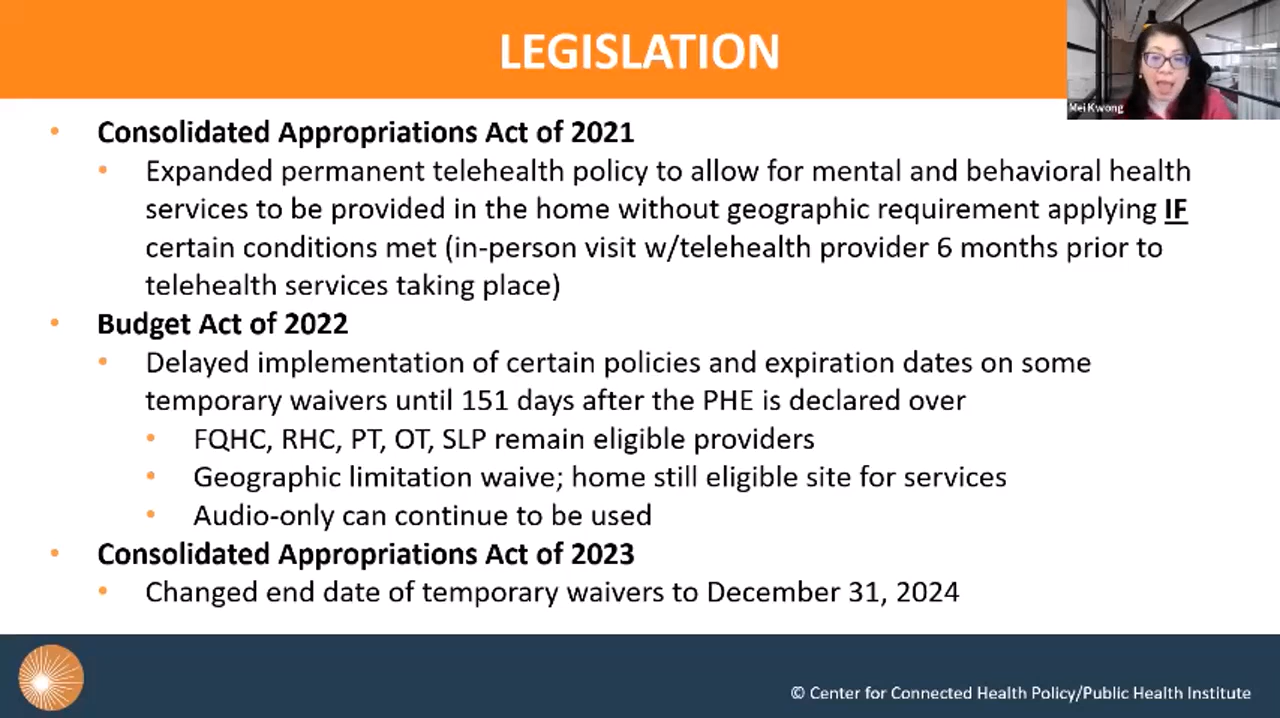 LEGISLATION
Mei Kwong
• Consolidated Appropriations Act of 2021
• Expanded permanent telehealth policy to allow for mental and behavioral health
services to be provided in the home without geographic requirement applying IF
certain conditions met (in-person visit w/telehealth provider 6 months prior to
telehealth services taking place)
• Budget Act of 2022
• Delayed implementation of certain policies and expiration dates on some
temporary waivers until 151 days after the PHE is declared over
• FQHC, RHC, PT, OT, SLP remain eligible providers
• Geographic limitation waive; home still eligible site for services
• Audio-only can continue to be used
• Consolidated Appropriations Act of 2023
• Changed end date of temporary waivers to December 31, 2024
© Center for Connected Health Policy/Public Health Institute